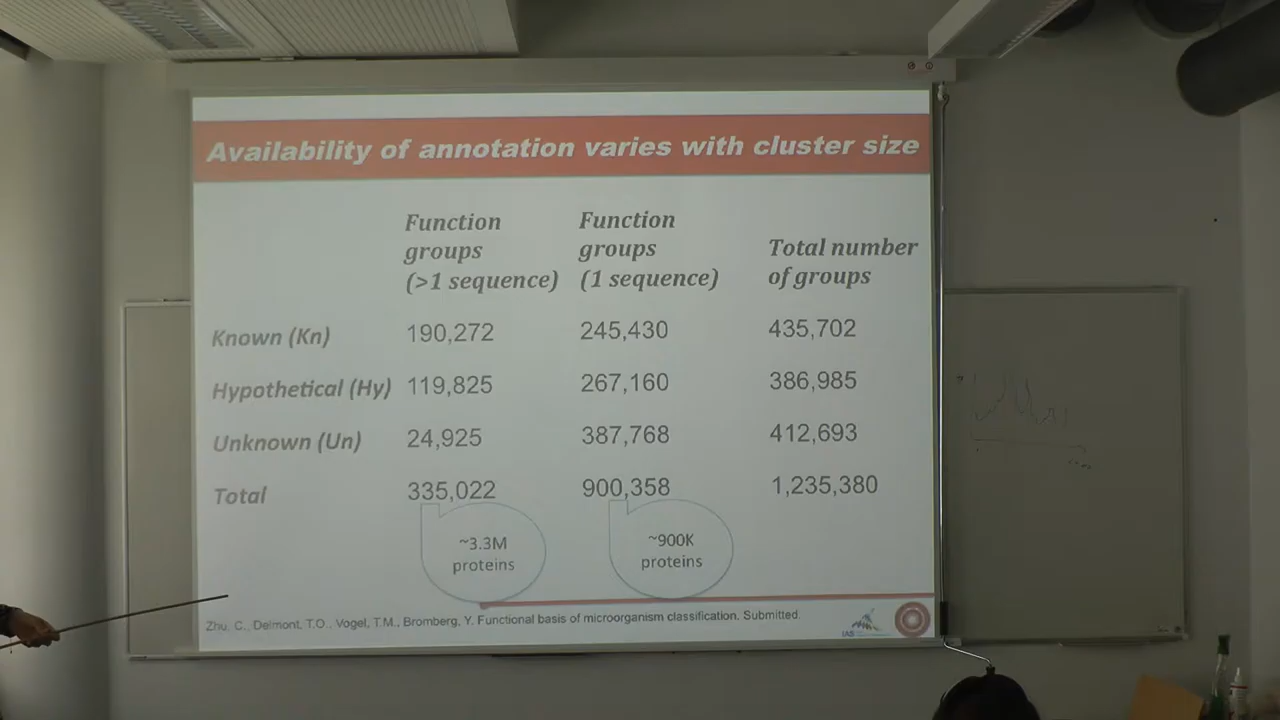 Availability of annotation varies with cluster size
Function groups (>1 sequence) Function groups (1 sequence) Total number of groups
Known (Kn) 190,272 245,430 435,702
Hypothetical (Hy) 119,825 267,160 386,985
Unknown (Un) 24,925 387,768 412,693
Total 335,022 900,358 1,235,380
~3.3M
proteins
~900K
proteins
Zhu, C., Delmont, T.O., Vogel, T.M., Bromberg, Y. Functional basis of microorganism classification. Submitted.
IAS